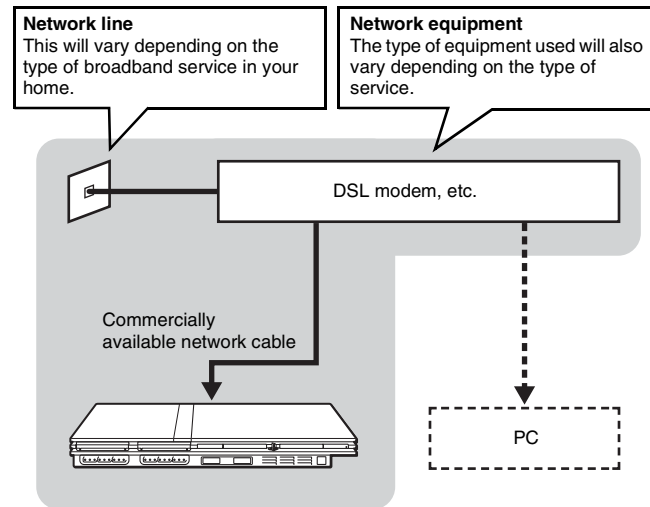 Network line
This will vary depending on the
type of broadband service in your
home.
Network equipment
The type of equipment used will also
vary depending on the type of
service.
DSL modem, etc.
Commercially
available network cable
PC